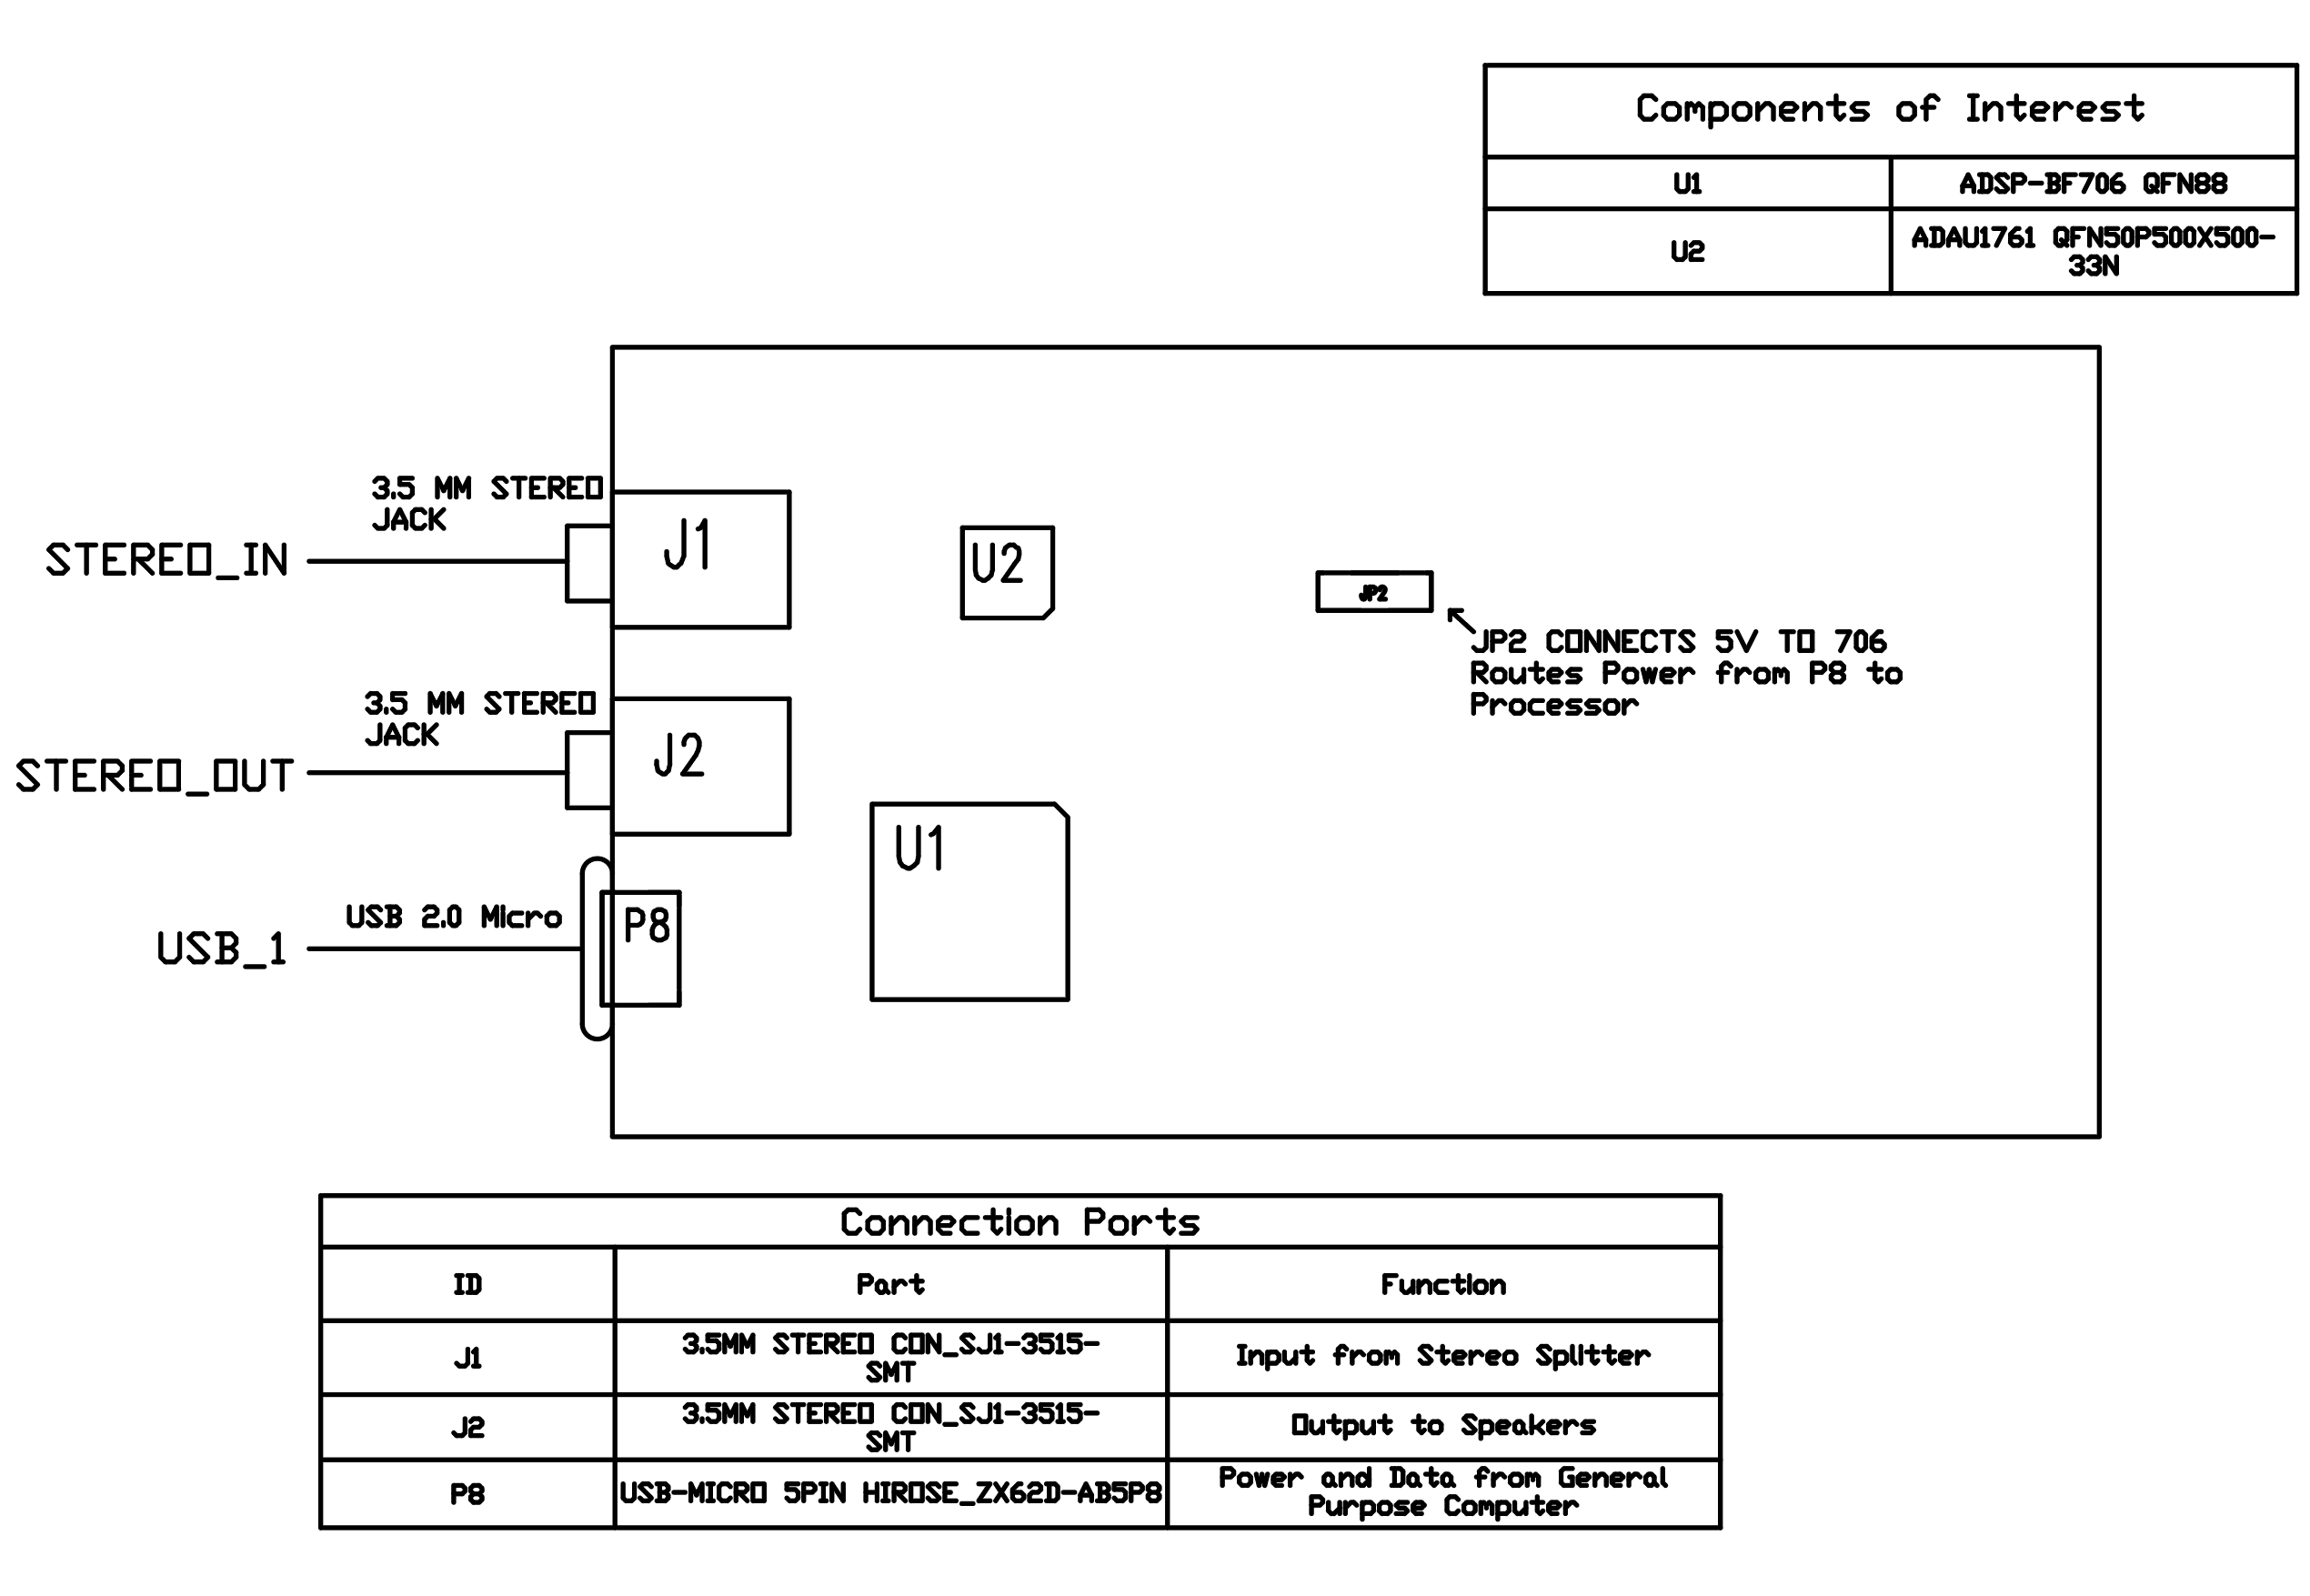 Components of Interest
U1 ADSP-BF706 QFN88
U2 ADAU1761 QFN50P500X500-
33N
3.5 MM STEREO
JACK
STEREO_IN
J1
U2
JP2
JP2 CONNECTS 5V TO 706
Routes Power from P8 to
Processor
3.5 MM STEREO
JACK
STEREO_OUT
J2
U1
USB 2.0 Micro
USB_1
P8
Connection Ports
ID Part Function
J1 3.5MM STEREO CON_SJ1-3515-
SMT
Input from Stereo Splitter
J2 3.5MM STEREO CON_SJ1-3515-
SMT
Output to Speakers
P8 USB-MICRO 5PIN HIROSE_ZX62D-AB5P8
Power and Data from General
Purpose Computer